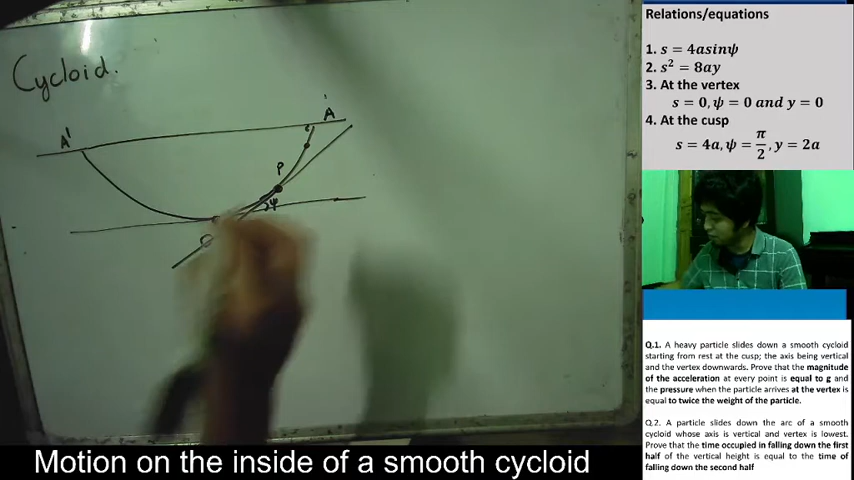 Cycloid.
A'
A
P
ψ
O
Relations/equations
1. s = 4asinψ
2. s² = 8ay
3. At the vertex
s = 0, ψ = 0 and y = 0
4. At the cusp
s = 4a, ψ = π/2, y = 2a
Q.1. A heavy particle slides down a smooth cycloid
starting from rest at the cusp; the axis being vertical
and the vertex downwards. Prove that the magnitude
of the acceleration at every point is equal to g and
the pressure when the particle arrives at the vertex is
equal to twice the weight of the particle.
Q.2. A particle slides down the arc of a smooth
cycloid whose axis is vertical and vertex is lowest.
Prove that the time occupied in falling down the first
half of the vertical height is equal to the time of
falling down the second half
Motion on the inside of a smooth cycloid